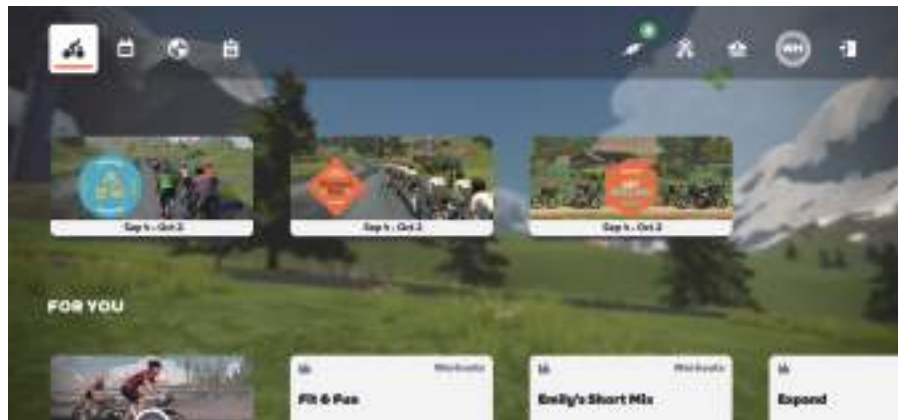 WH
Sep 4 - Oct 2
Sep 4 - Oct 2
Sep 4 - Oct 2
FOR YOU
Workouts
Fit & Fun
Workouts
Emily's Short Mix
Expand